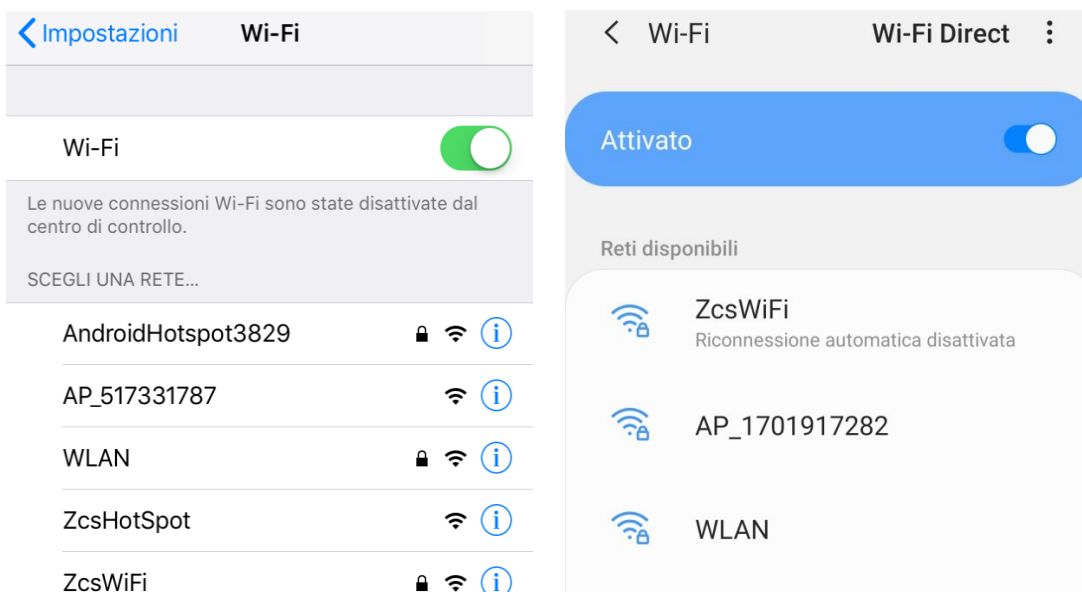 Impostazioni
Wi-Fi
Wi-Fi
Le nuove connessioni Wi-Fi sono state disattivate dal
centro di controllo.
SCEGLI UNA RETE...
AndroidHotspot3829
AP_517331787
WLAN
ZcsHotSpot
ZcsWiFi
Wi-Fi
Wi-Fi Direct
Attivato
Reti disponibili
ZcsWiFi
Riconnessione automatica disattivata
AP_1701917282
WLAN